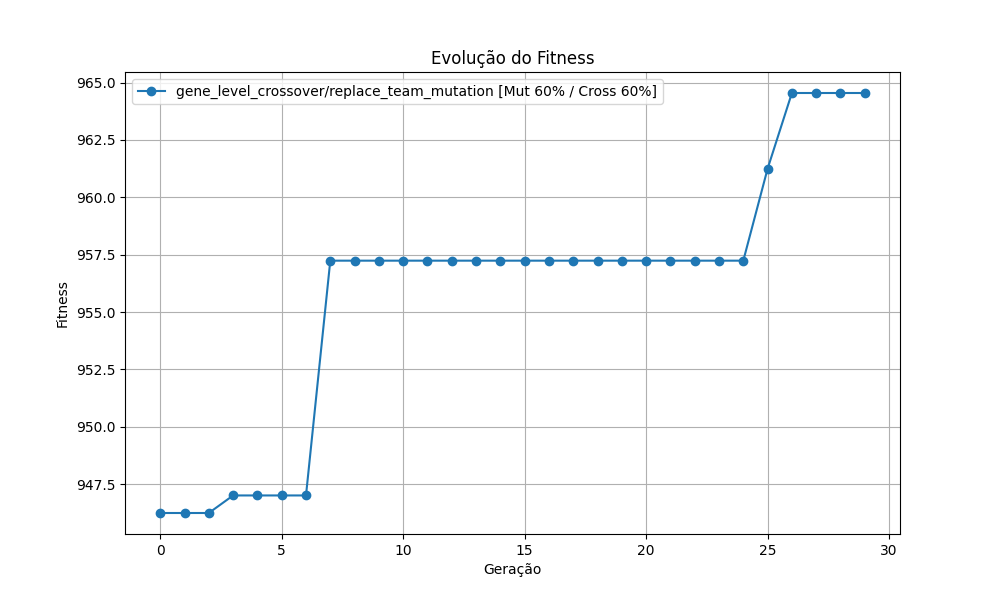 Evolução do Fitness
gene_level_crossover/replace_team_mutation [Mut 60% / Cross 60%]
965.0
962.5
960.0
957.5
955.0
952.5
950.0
947.5
Fitness
0 5 10 15 20 25 30
Geração